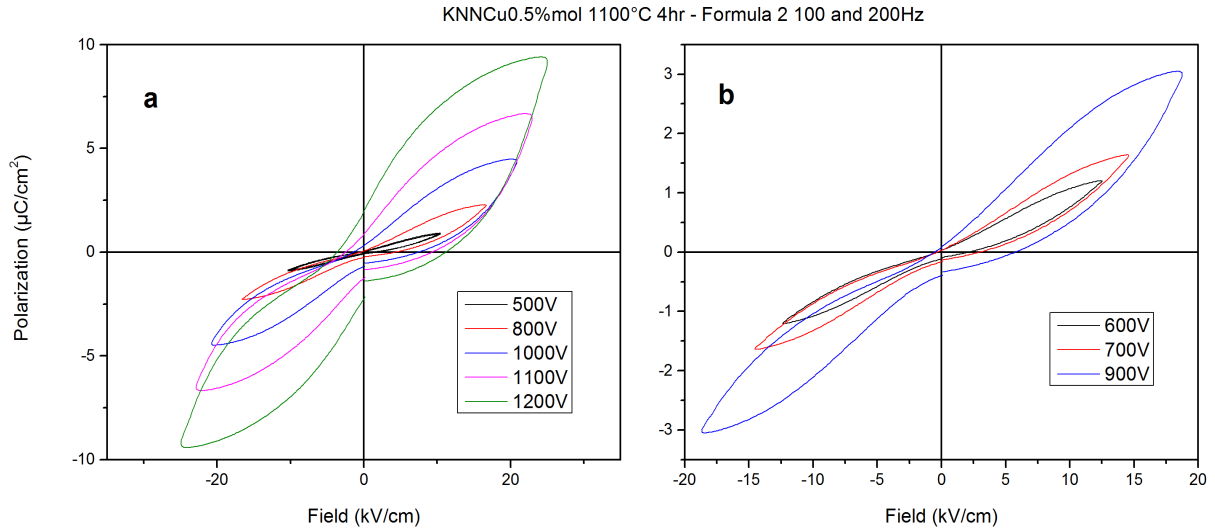 KNNCu0.5%mol 1100°C 4hr - Formula 2 100 and 200Hz
Polarization (µC/cm²)
a
10
5
0
-5
-10
-20
0
20
Field (kV/cm)
500V
800V
1000V
1100V
1200V
b
3
2
1
0
-1
-2
-3
-20
-15
-10
-5
0
5
10
15
20
Field (kV/cm)
600V
700V
900V